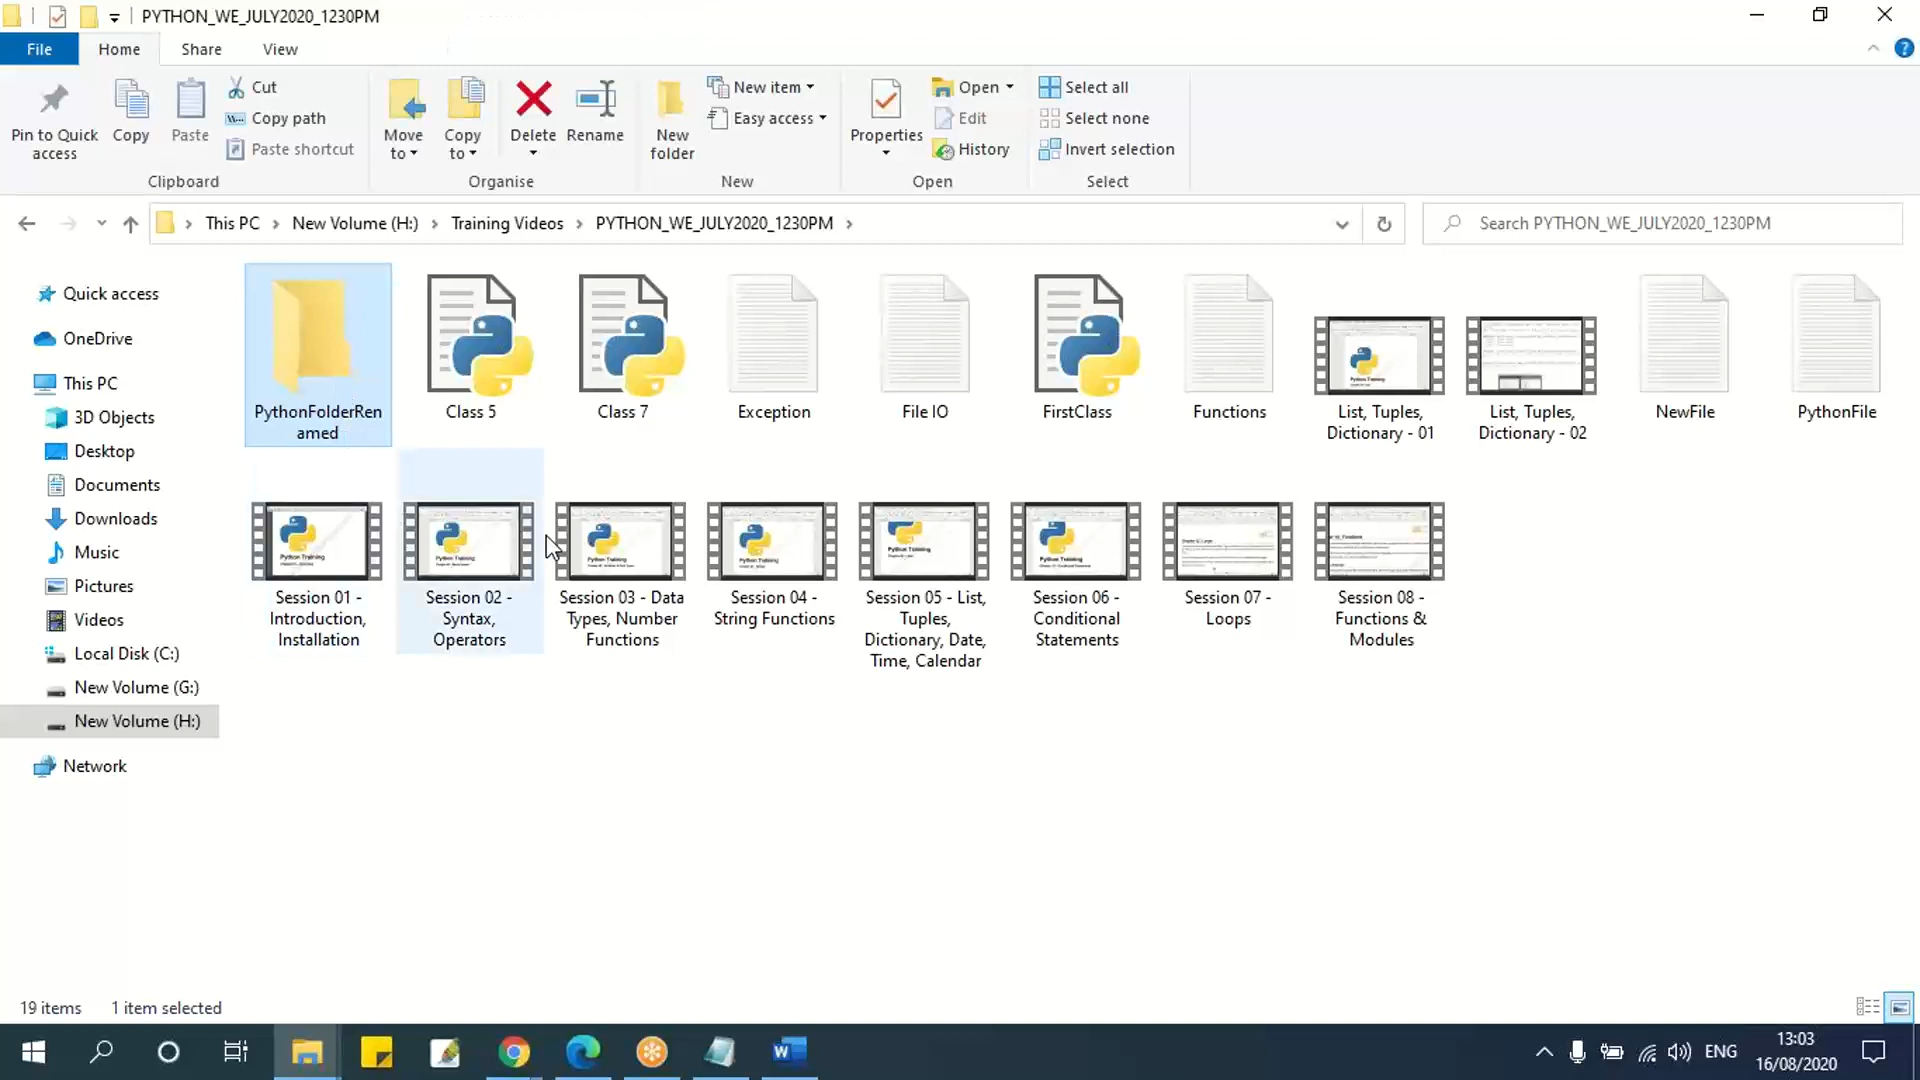 PYTHON_WE_JULY2020_1230PM
File Home Share View
Pin to Quick access
Copy
Paste
Cut
Copy path
Paste shortcut
Move to
Copy to
Delete
Rename
New folder
New item
Easy access
Properties
Open
Edit
History
Select all
Select none
Invert selection
Clipboard Organise New Open Select
This PC New Volume (H:) Training Videos PYTHON_WE_JULY2020_1230PM
Search PYTHON_WE_JULY2020_1230PM
Quick access
OneDrive
This PC
3D Objects
Desktop
Documents
Downloads
Music
Pictures
Videos
Local Disk (C:)
New Volume (G:)
New Volume (H:)
Network
PythonFolderRen
amed
Class 5
Class 7
Exception
File IO
FirstClass
Functions
List, Tuples,
Dictionary - 01
List, Tuples,
Dictionary - 02
NewFile
PythonFile
Session 01 -
Introduction,
Installation
Session 02 -
Syntax,
Operators
Session 03 - Data
Types, Number
Functions
Session 04 -
String Functions
Session 05 - List,
Tuples,
Dictionary, Date,
Time, Calendar
Session 06 -
Conditional
Statements
Session 07 -
Loops
Session 08 -
Functions &
Modules
19 items 1 item selected
ENG
13:03
16/08/2020